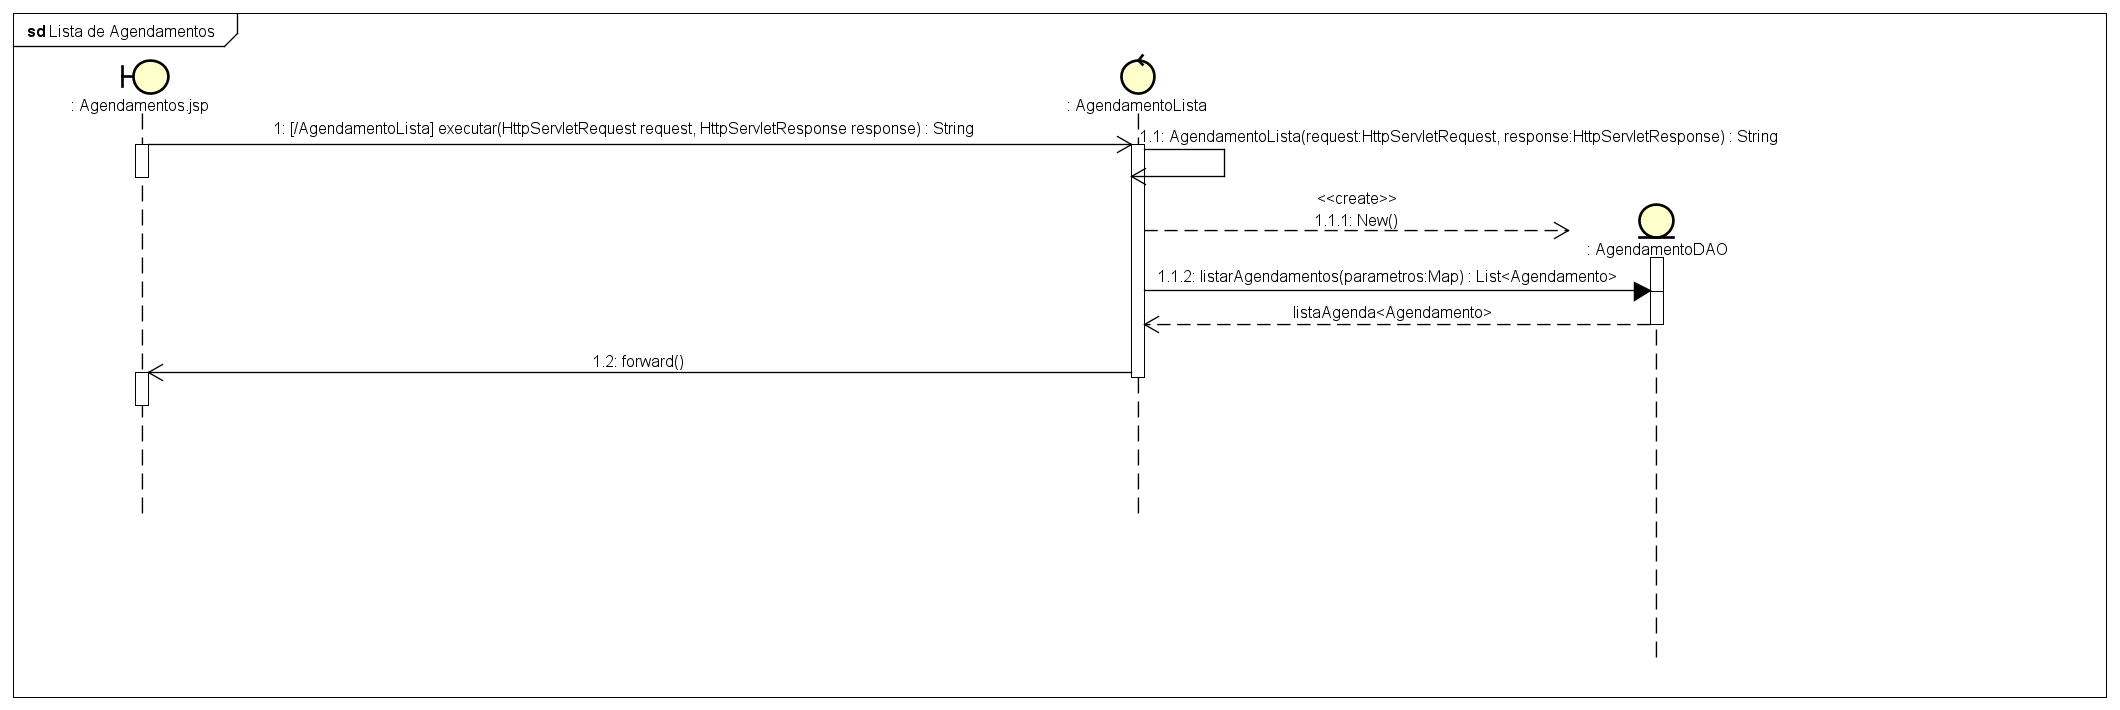 sd Lista de Agendamentos
: Agendamentos.jsp
: AgendamentoLista
1: [/AgendamentoLista] executar(HttpServletRequest request, HttpServletResponse response) : String
1.1: AgendamentoLista(request:HttpServletRequest, response:HttpServletResponse) : String
<<create>>
1.1.1: New()
: AgendamentoDAO
1.1.2: listarAgendamentos(parametros:Map) : List<Agendamento>
listaAgenda<Agendamento>
1.2: forward()